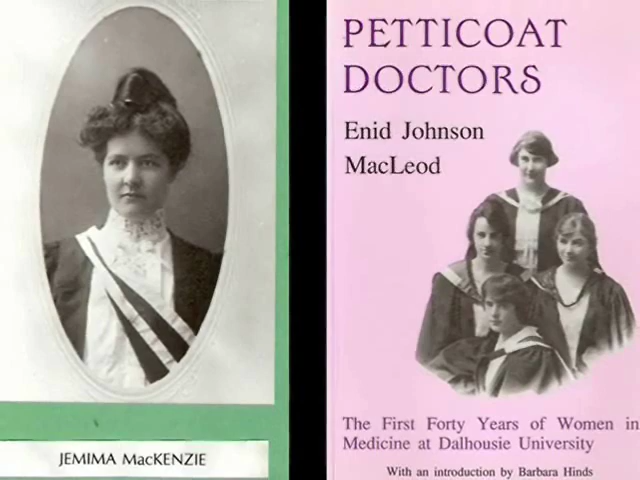 JEMIMA MacKENZIE
PETTICOAT
DOCTORS
Enid Johnson
MacLeod
The First Forty Years of Women in
Medicine at Dalhousie University
With an introduction by Barbara Hinds